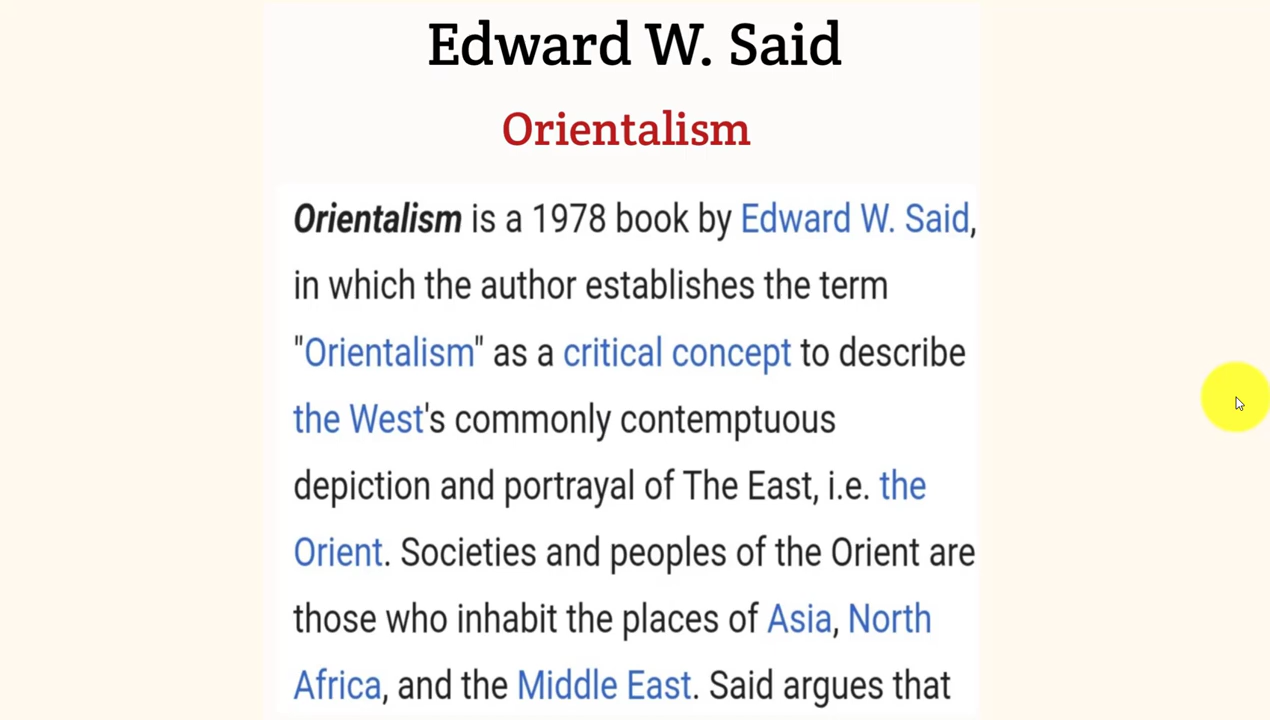 Edward W. Said
Orientalism
Orientalism is a 1978 book by Edward W. Said,
in which the author establishes the term
"Orientalism" as a critical concept to describe
the West's commonly contemptuous
depiction and portrayal of The East, i.e. the
Orient. Societies and peoples of the Orient are
those who inhabit the places of Asia, North
Africa, and the Middle East. Said argues that